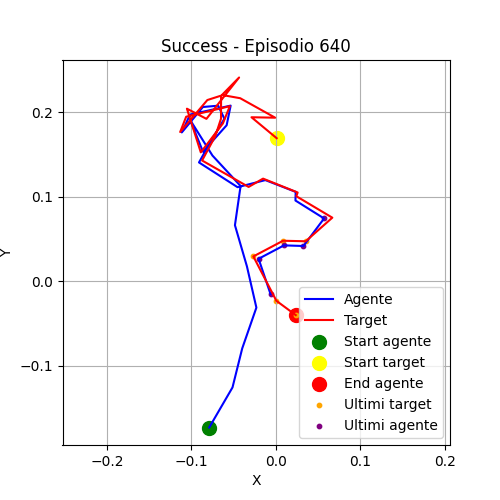 Success - Episodio 640
0.2
0.1
0.0
−0.1
Y
−0.2
−0.1
0.0
0.1
0.2
X
Agente
Target
Start agente
Start target
End agente
Ultimi target
Ultimi agente